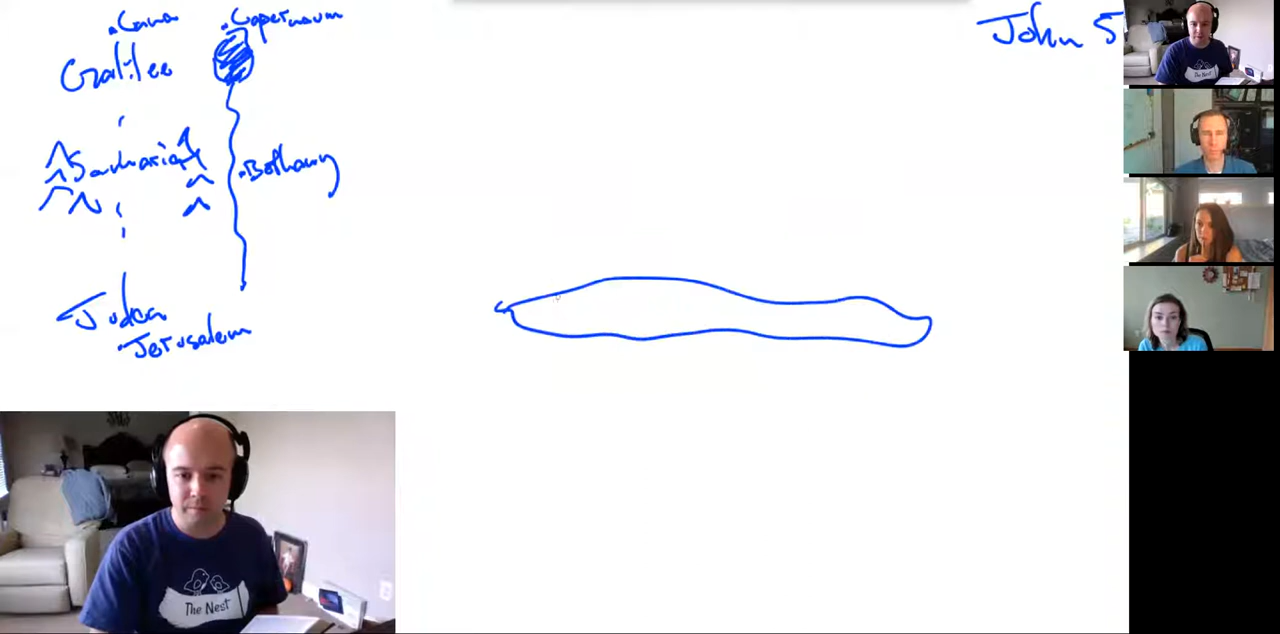 .Cana
.Capernaum
John 5
Galilee
Samaria
.Bethany
Judea
.Jerusalem
The Nest
The Nest